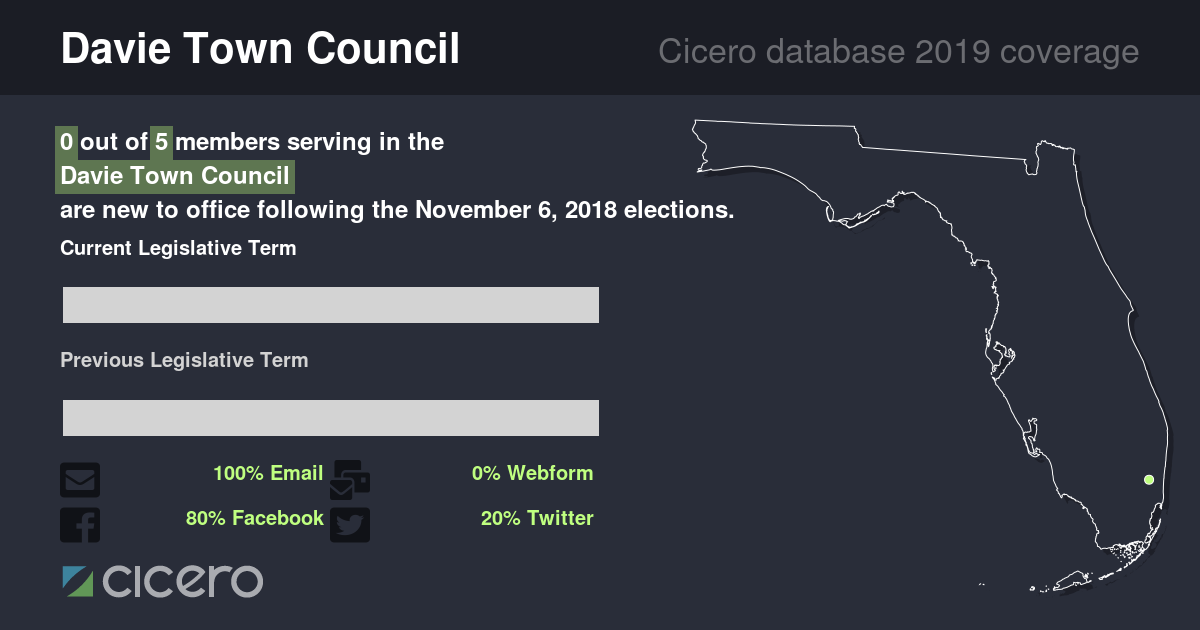 Davie Town Council
Cicero database 2019 coverage
0 out of 5 members serving in the
Davie Town Council
are new to office following the November 6, 2018 elections.
Current Legislative Term
Previous Legislative Term
100% Email
0% Webform
80% Facebook
20% Twitter
cicero